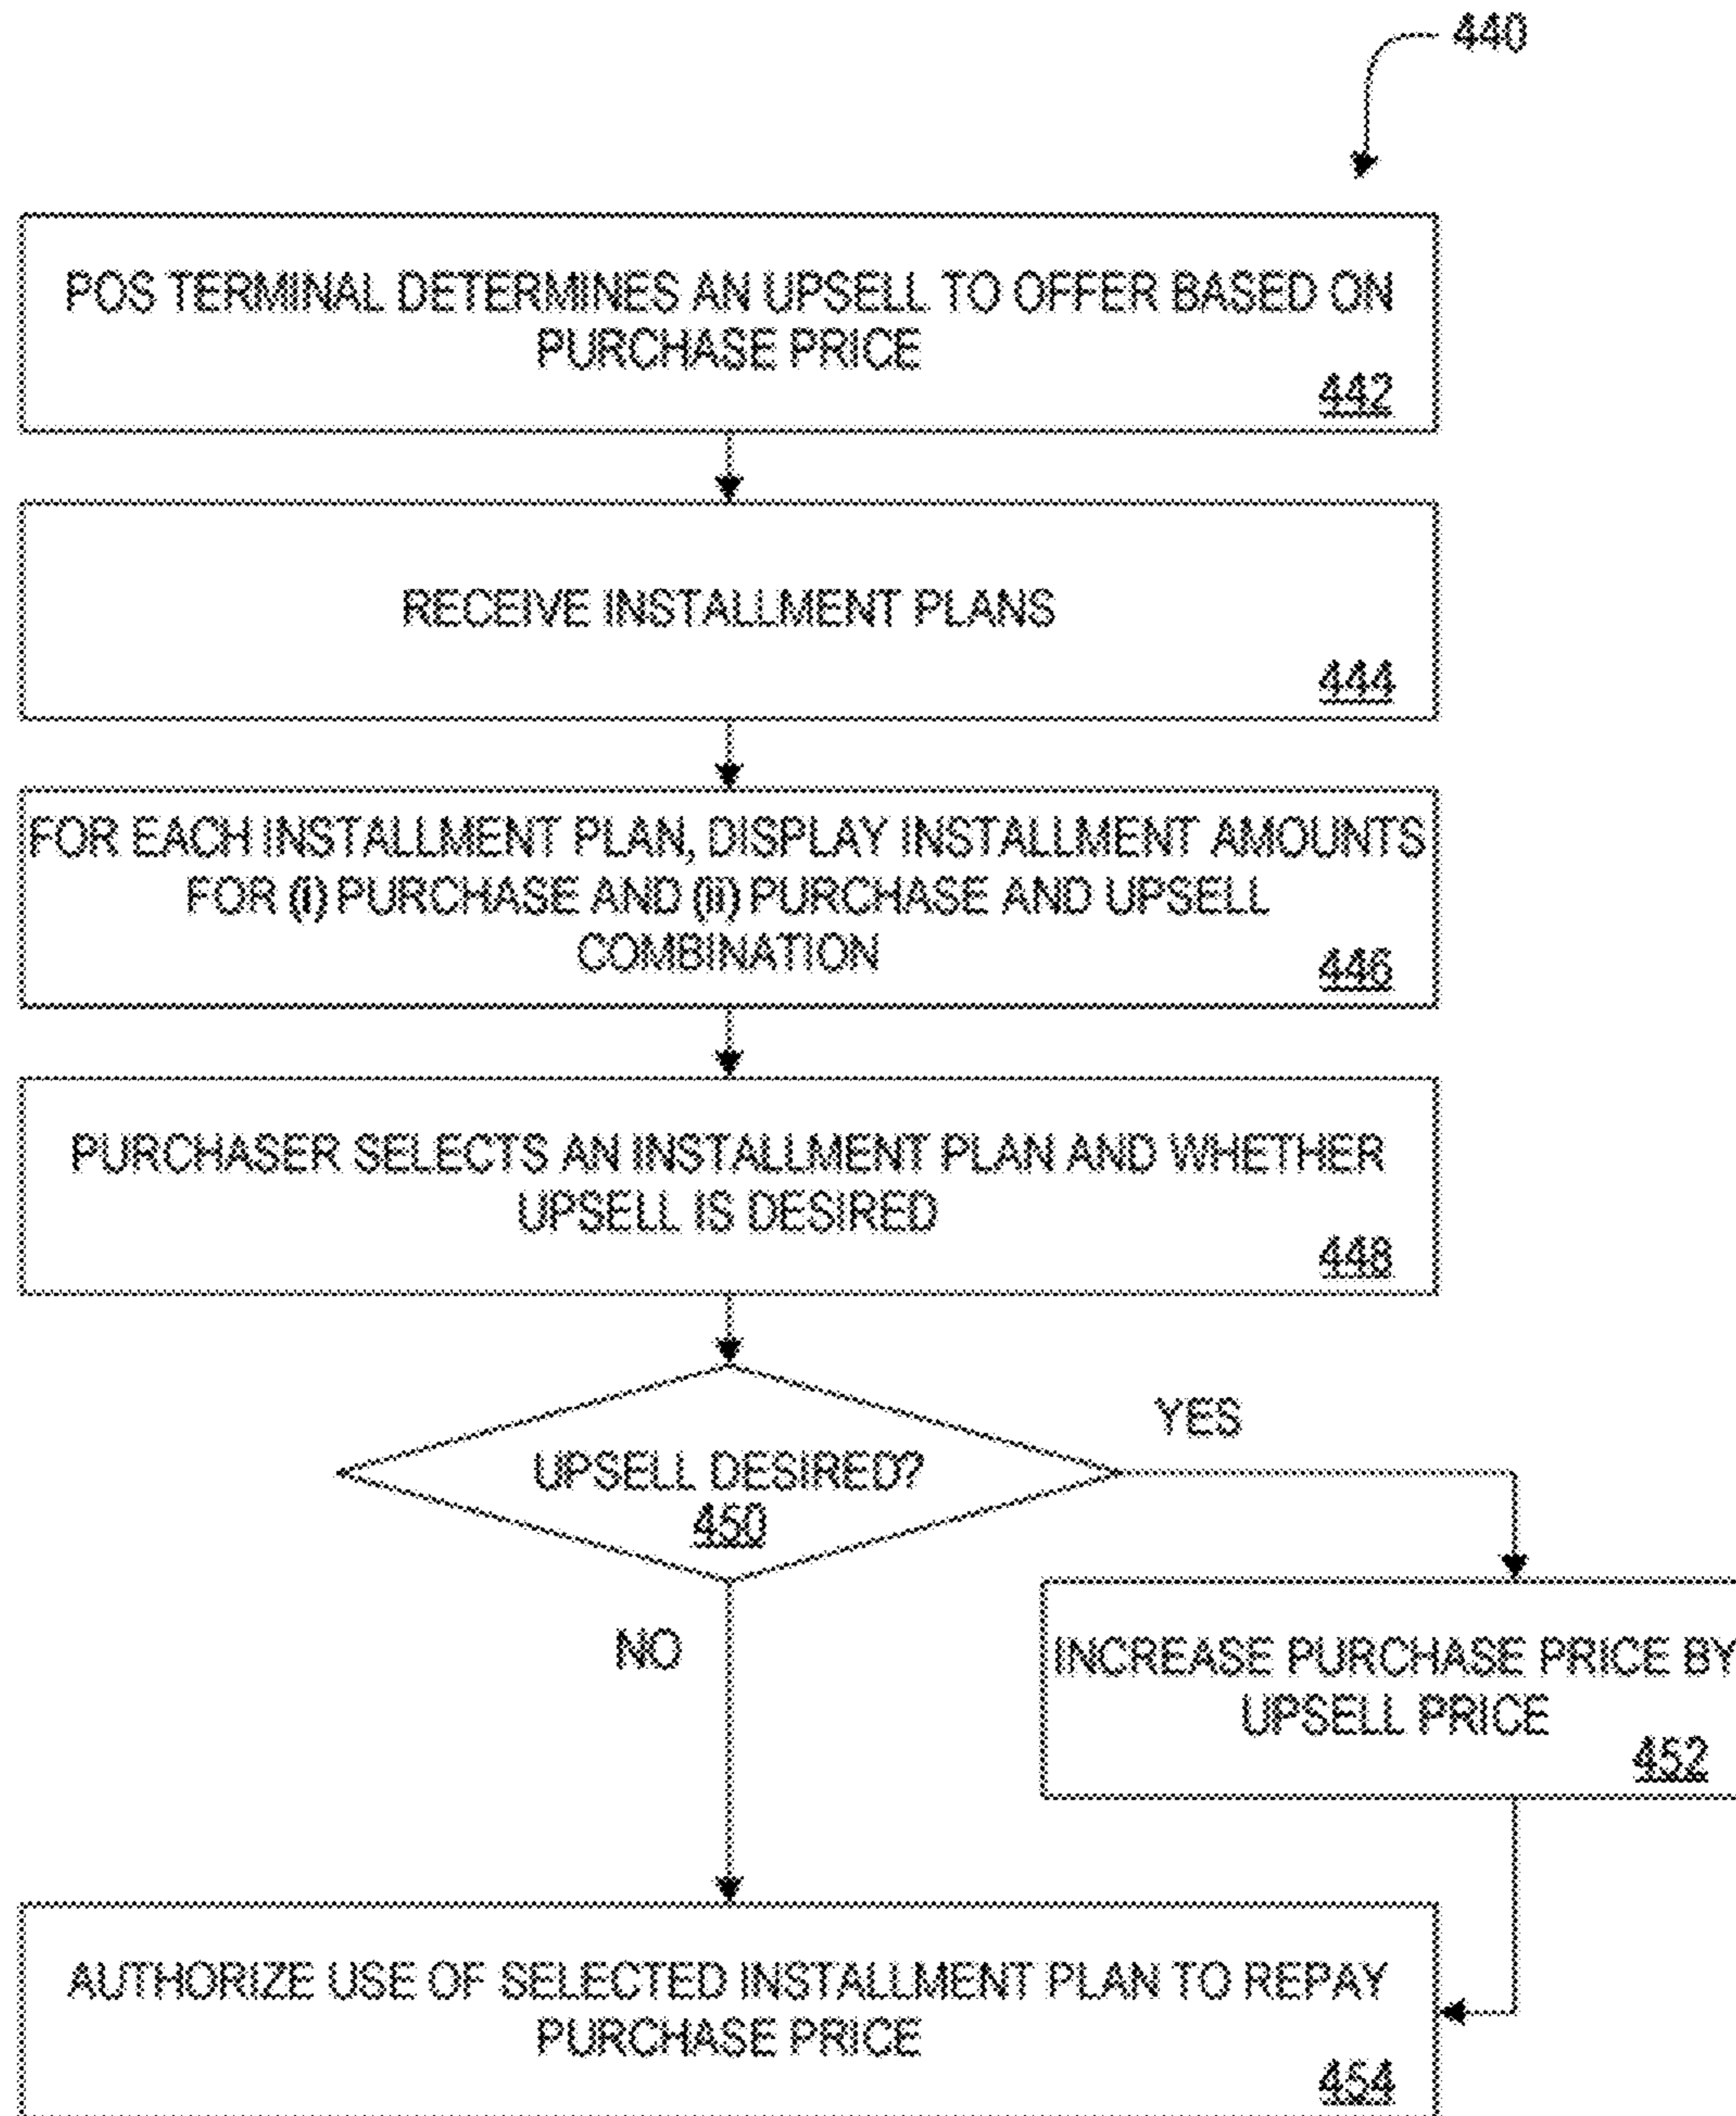 440
POS TERMINAL DETERMINES AN UPSELL TO OFFER BASED ON
PURCHASE PRICE
442
RECEIVE INSTALLMENT PLANS
444
FOR EACH INSTALLMENT PLAN, DISPLAY INSTALLMENT AMOUNTS
FOR (i) PURCHASE AND (ii) PURCHASE AND UPSELL
COMBINATION
446
PURCHASER SELECTS AN INSTALLMENT PLAN AND WHETHER
UPSELL IS DESIRED
448
YES
UPSELL DESIRED?
450
NO
INCREASE PURCHASE PRICE BY
UPSELL PRICE
452
AUTHORIZE USE OF SELECTED INSTALLMENT PLAN TO REPAY
PURCHASE PRICE
454